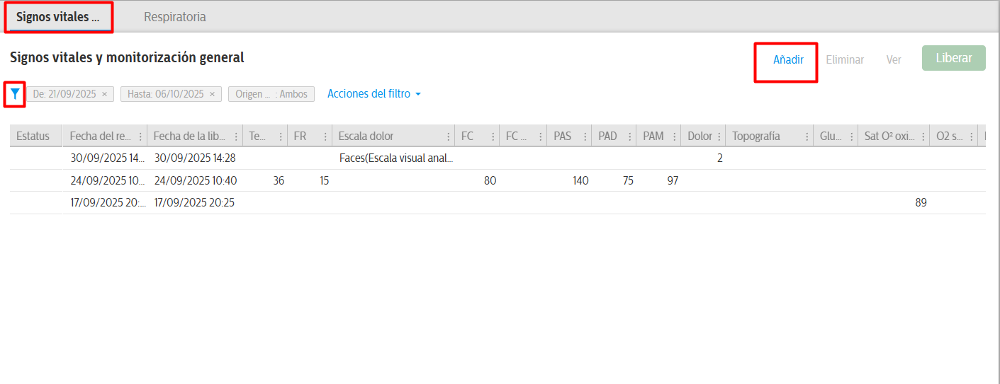 Signos vitales ... Respiratoria
Signos vitales y monitorización general Añadir Eliminar Ver Liberar
De: 21/09/2025 × Hasta: 06/10/2025 × Origen ... : Ambos Acciones del filtro
Estatus Fecha del re... Fecha de la lib... Te... FR Escala dolor FC FC ... PAS PAD PAM Dolor Topografía Glu... Sat O² oxi... O2 s...
30/09/2025 14... 30/09/2025 14:28 Faces(Escala visual anal... 2
24/09/2025 10... 24/09/2025 10:40 36 15 80 140 75 97
17/09/2025 20:... 17/09/2025 20:25 89